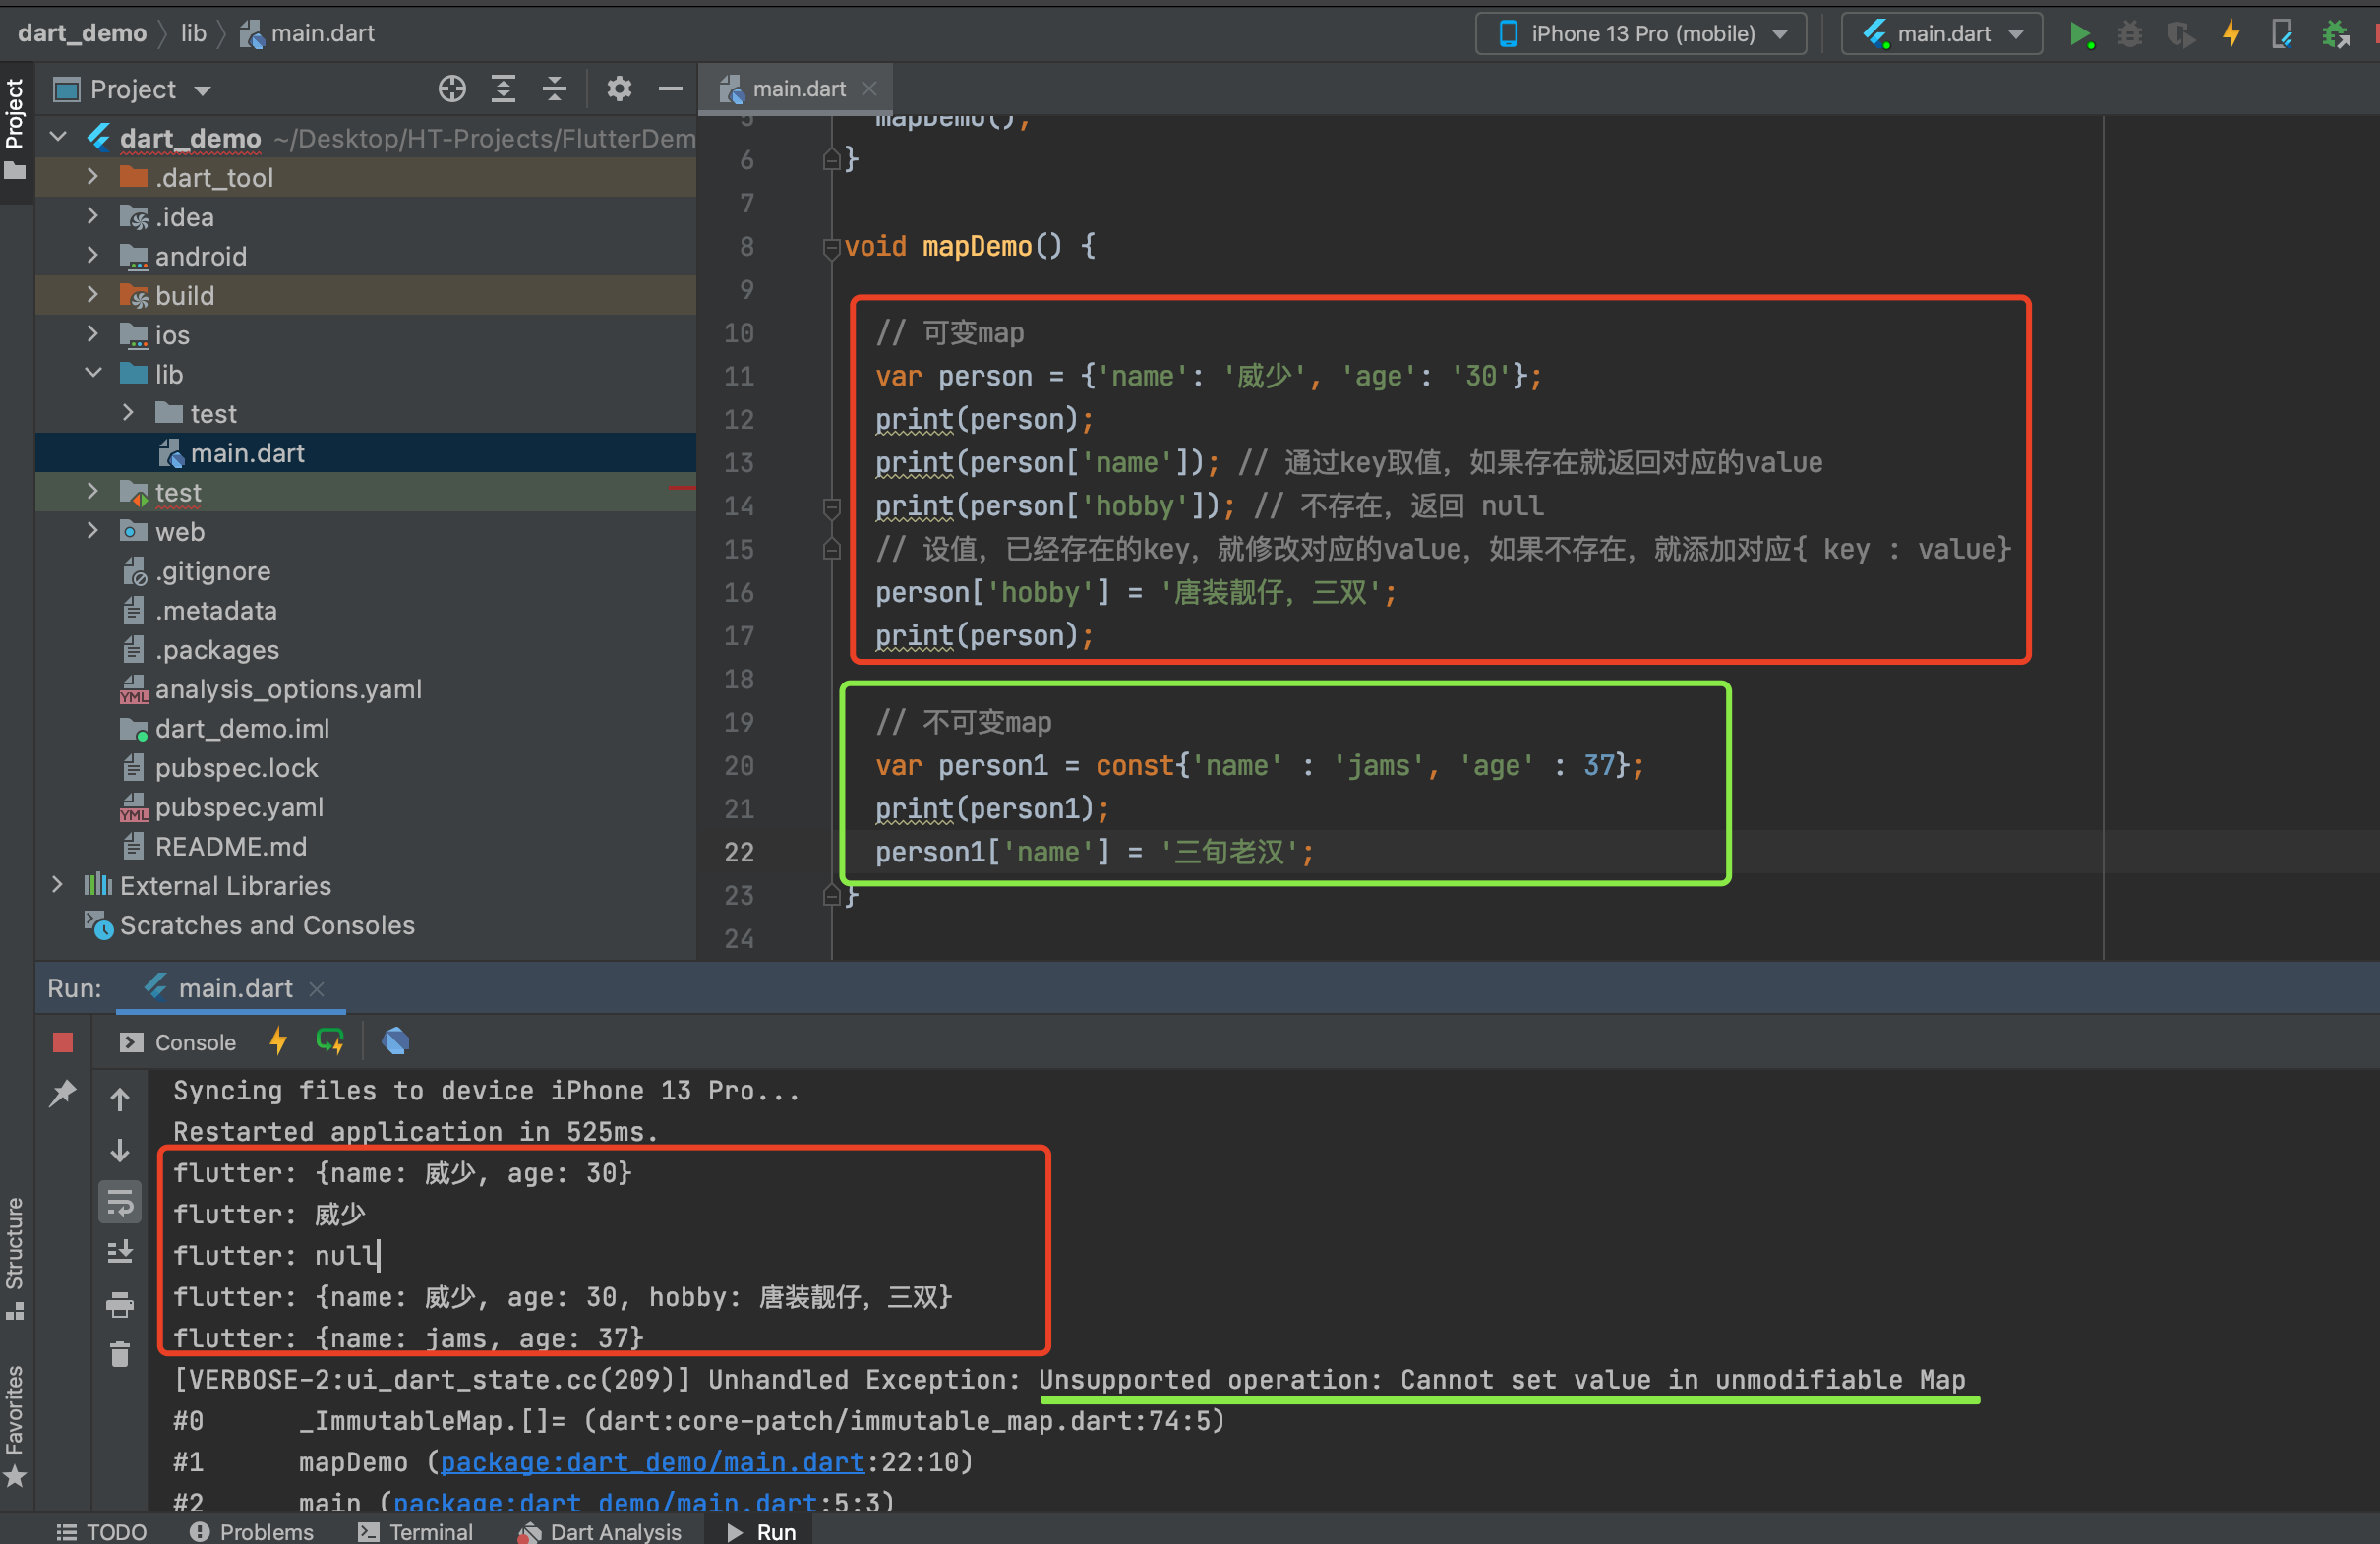 dart_demo lib main.dart
iPhone 13 Pro (mobile) main.dart
Project
Project
main.dart
dart_demo ~/Desktop/HT-Projects/FlutterDem
.dart_tool
.idea
android
build
ios
lib
test
main.dart
test
web
.gitignore
.metadata
.packages
analysis_options.yaml
dart_demo.iml
pubspec.lock
pubspec.yaml
README.md
External Libraries
Scratches and Consoles
5 mapDemo();
6 }
7
8 void mapDemo() {
9
10 // 可变map
11 var person = {'name': '威少', 'age': '30'};
12 print(person);
13 print(person['name']); // 通过key取值，如果存在就返回对应的value
14 print(person['hobby']); // 不存在，返回 null
15 // 设值，已经存在的key，就修改对应的value，如果不存在，就添加对应{ key : value}
16 person['hobby'] = '唐装靓仔，三双';
17 print(person);
18
19 // 不可变map
20 var person1 = const{'name' : 'jams', 'age' : 37};
21 print(person1);
22 person1['name'] = '三旬老汉';
23 }
24
Run: main.dart
Console
Syncing files to device iPhone 13 Pro...
Restarted application in 525ms.
flutter: {name: 威少, age: 30}
flutter: 威少
flutter: null
flutter: {name: 威少, age: 30, hobby: 唐装靓仔，三双}
flutter: {name: jams, age: 37}
[VERBOSE-2:ui_dart_state.cc(209)] Unhandled Exception: Unsupported operation: Cannot set value in unmodifiable Map
#0 _ImmutableMap.[]= (dart:core-patch/immutable_map.dart:74:5)
#1 mapDemo (package:dart_demo/main.dart:22:10)
#2 main (package:dart_demo/main.dart:5:3)
Structure
Favorites
TODO Problems Terminal Dart Analysis Run